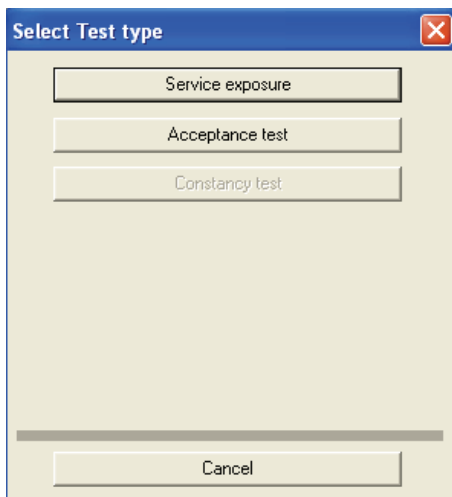 Select Test type
Service exposure
Acceptance test
Constancy test
Cancel